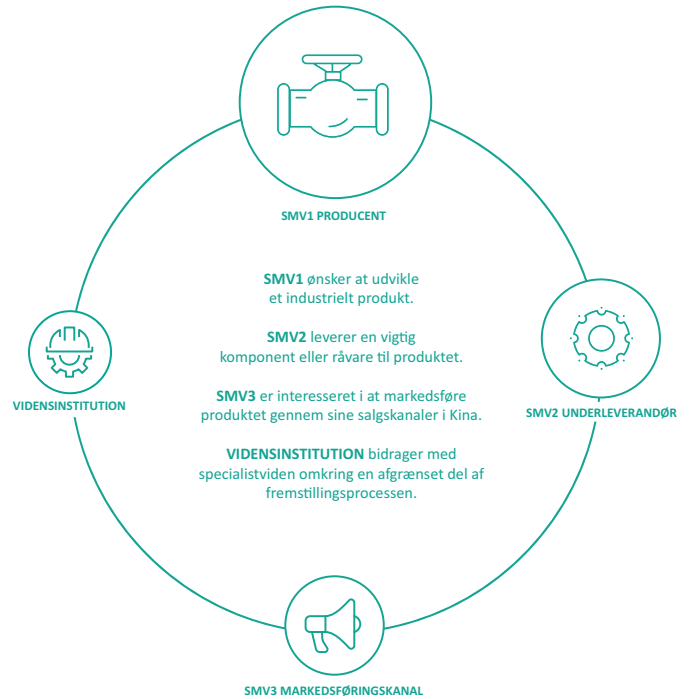 SMV1 PRODUCENT
SMV1 ønsker at udvikle
et industrielt produkt.
SMV2 leverer en vigtig
komponent eller råvare til produktet.
SMV3 er interesseret i at markedsføre
produktet gennem sine salgskanaler i Kina.
VIDENSINSTITUTION
SMV2 UNDERLEVERANDØR
VIDENSINSTITUTION bidrager med
specialistviden omkring en afgrænset del af
fremstillingsprocessen.
SMV3 MARKEDSFØRINGSKANAL